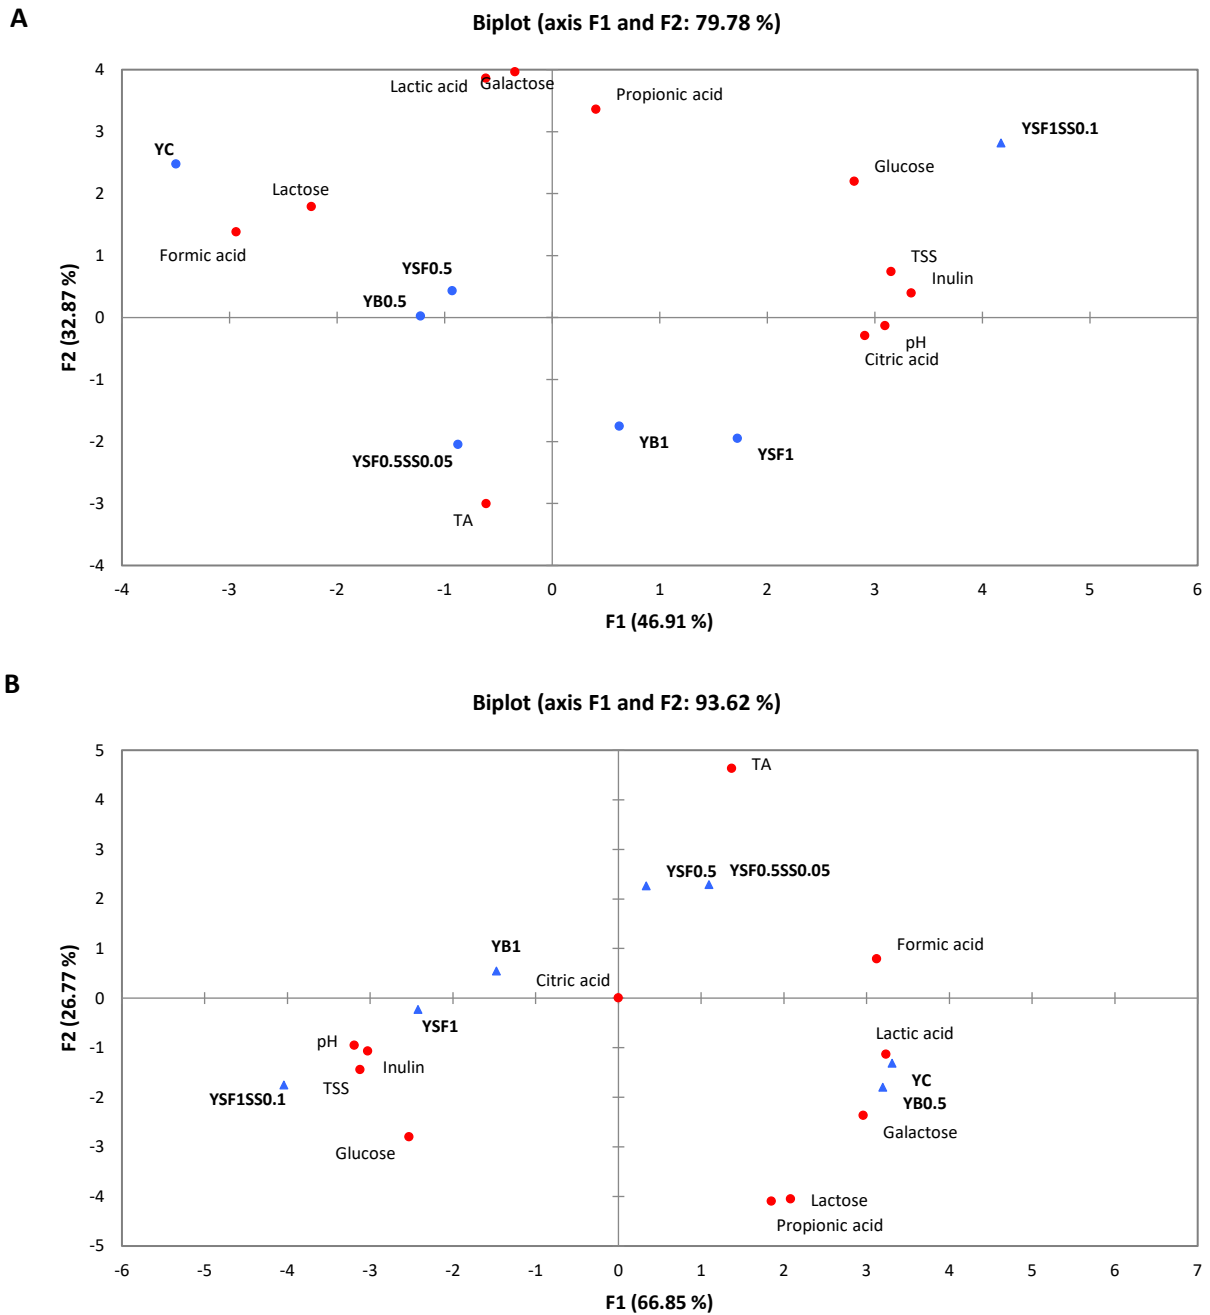 A
Biplot (axis F1 and F2: 79.78 %)
4
Lactic acid
Galactose
Propionic acid
3
YC
YSF1SS0.1
2
Lactose
Glucose
1
Formic acid
YSF0.5
TSS
YB0.5
Inulin
0
pH
Citric acid
-1
-2
YB1
YSF1
YSF0.5SS0.05
-3
TA
-4
F2 (32.87 %)
-4 -3 -2 -1 0 1 2 3 4 5 6
F1 (46.91 %)
B
Biplot (axis F1 and F2: 93.62 %)
5
TA
4
3
YSF0.5
YSF0.5SS0.05
2
YB1
Formic acid
1
Citric acid
0
YSF1
pH
Lactic acid
-1
Inulin
TSS
YC
YSF1SS0.1
YB0.5
-2
Galactose
Glucose
-3
-4
Lactose
Propionic acid
-5
F2 (26.77 %)
-6 -5 -4 -3 -2 -1 0 1 2 3 4 5 6 7
F1 (66.85 %)